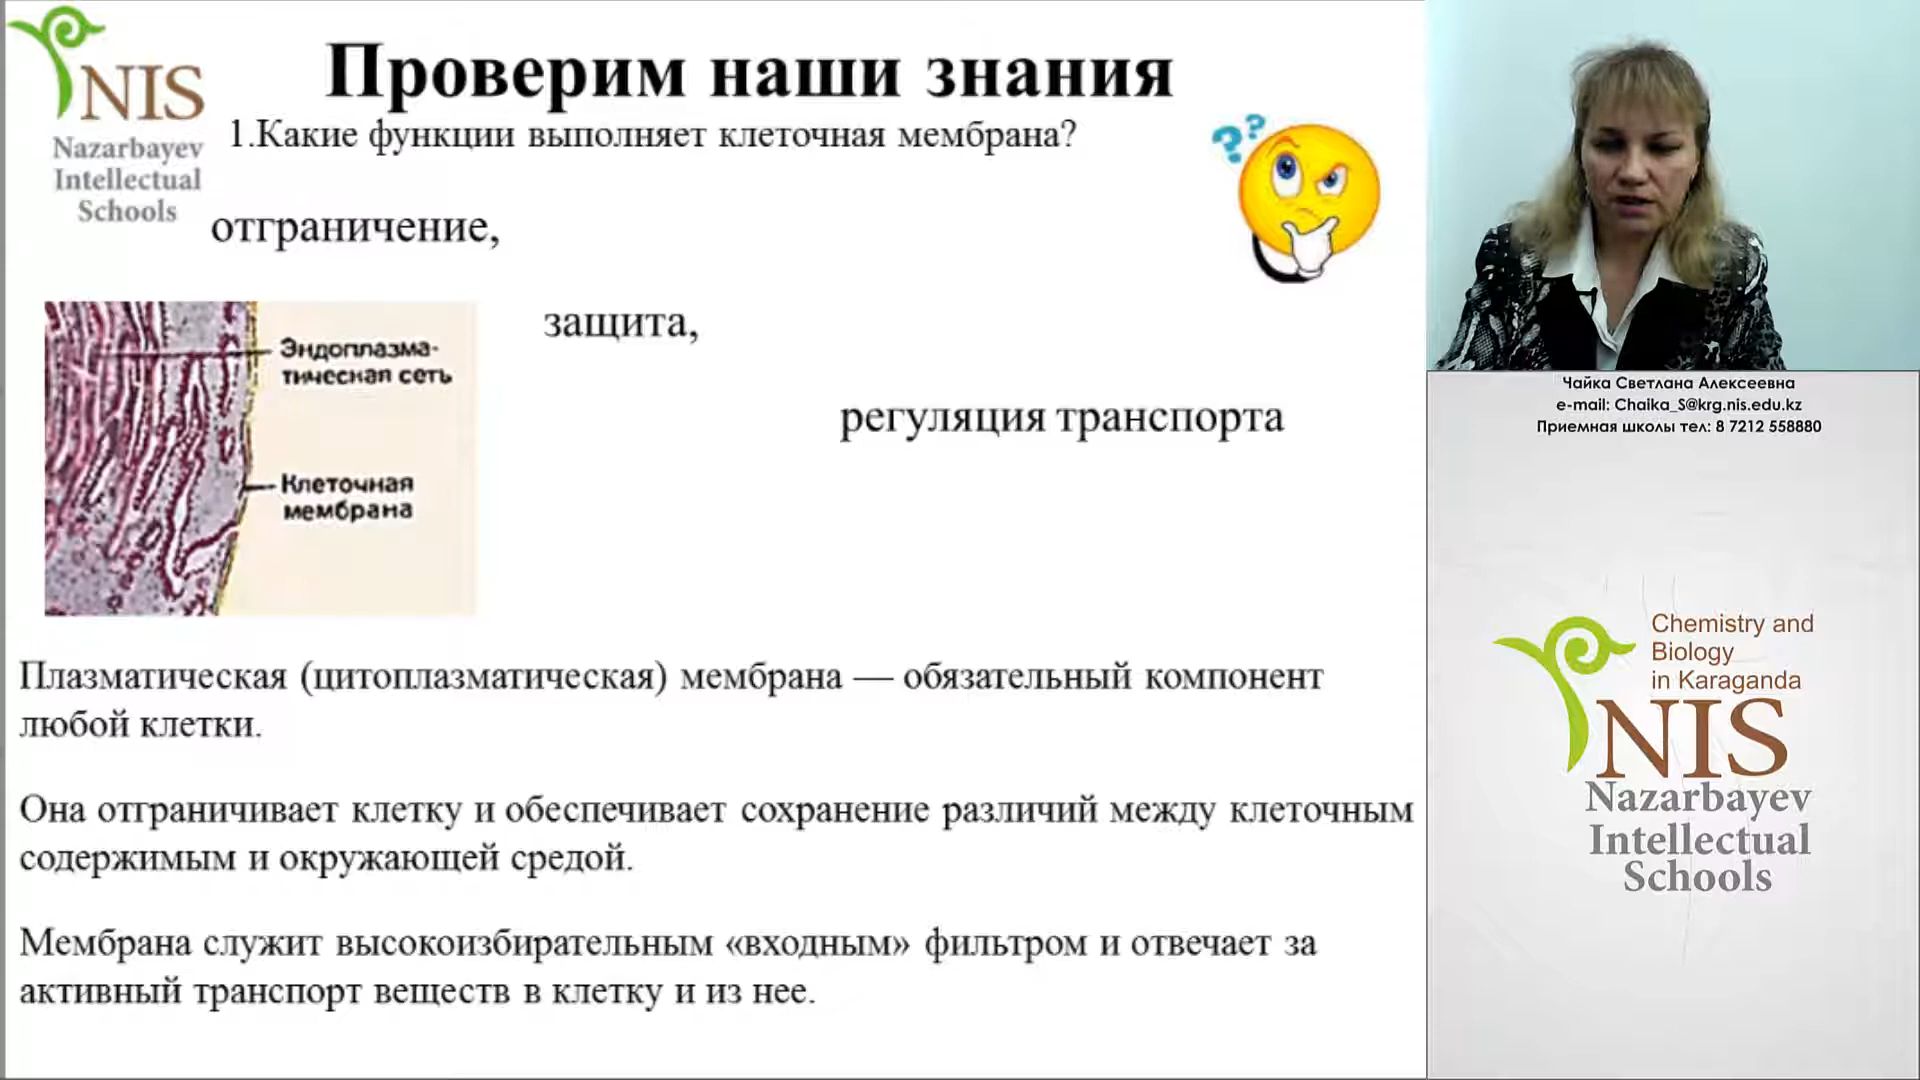 NIS
Nazarbayev
Intellectual
Schools
Проверим наши знания
1.Какие функции выполняет клеточная мембрана?
??
отграничение,
защита,
регуляция транспорта
Эндоплазма-
тическая сеть
Клеточная
мембрана
Плазматическая (цитоплазматическая) мембрана — обязательный компонент
любой клетки.
Она отграничивает клетку и обеспечивает сохранение различий между клеточным
содержимым и окружающей средой.
Мембрана служит высокоизбирательным «входным» фильтром и отвечает за
активный транспорт веществ в клетку и из нее.
Чайка Светлана Алексеевна
e-mail: Chaika_S@krg.nis.edu.kz
Приемная школы тел: 8 7212 558880
Chemistry and
Biology
in Karaganda
NIS
Nazarbayev
Intellectual
Schools